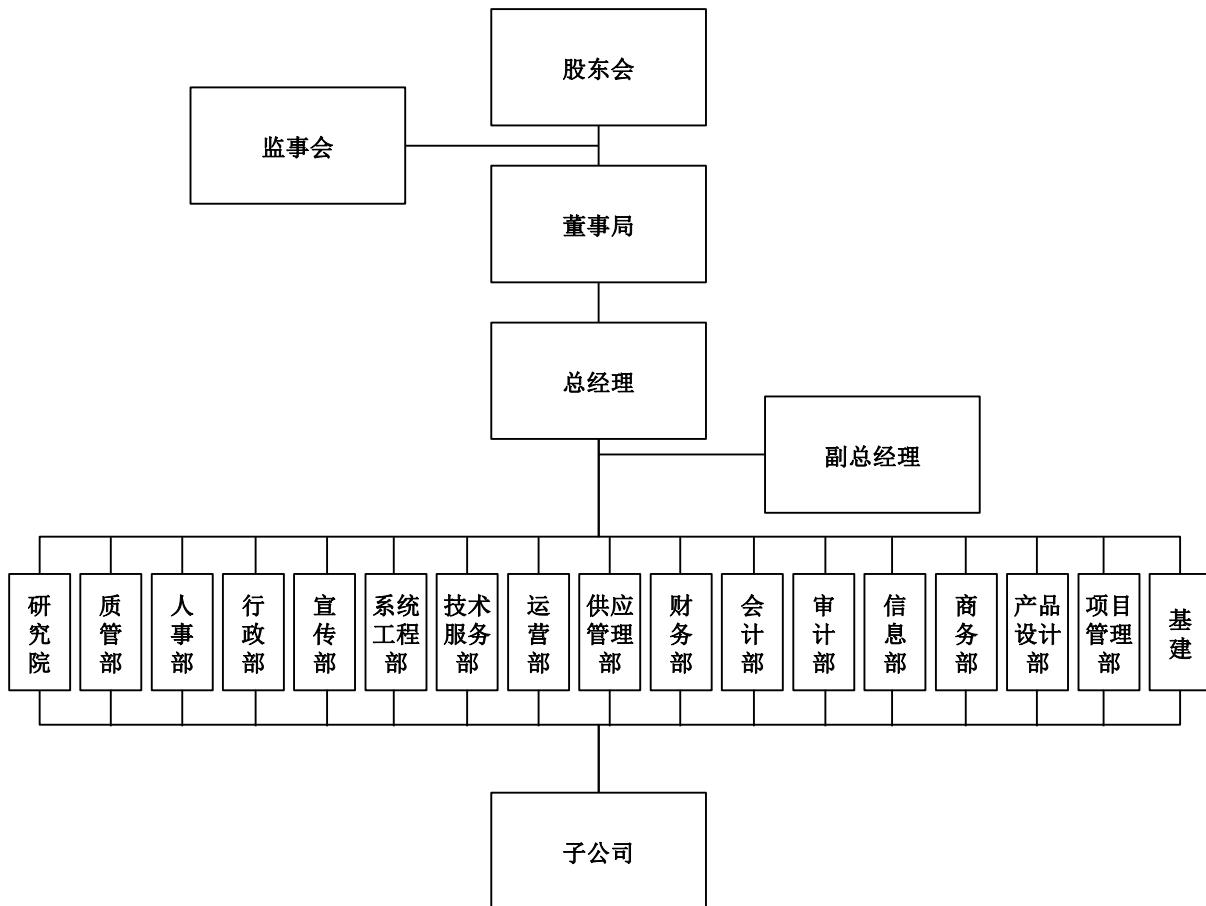 股东会
监事会
董事局
总经理
副总经理
研究院
质管部
人事部
行政部
宣传部
系统
工程
部
技术
服务
部
运营部
供应
管理
部
财务部
会计部
审计部
信息部
商务部
产品
设计
部
项目
管理
部
基建
子公司